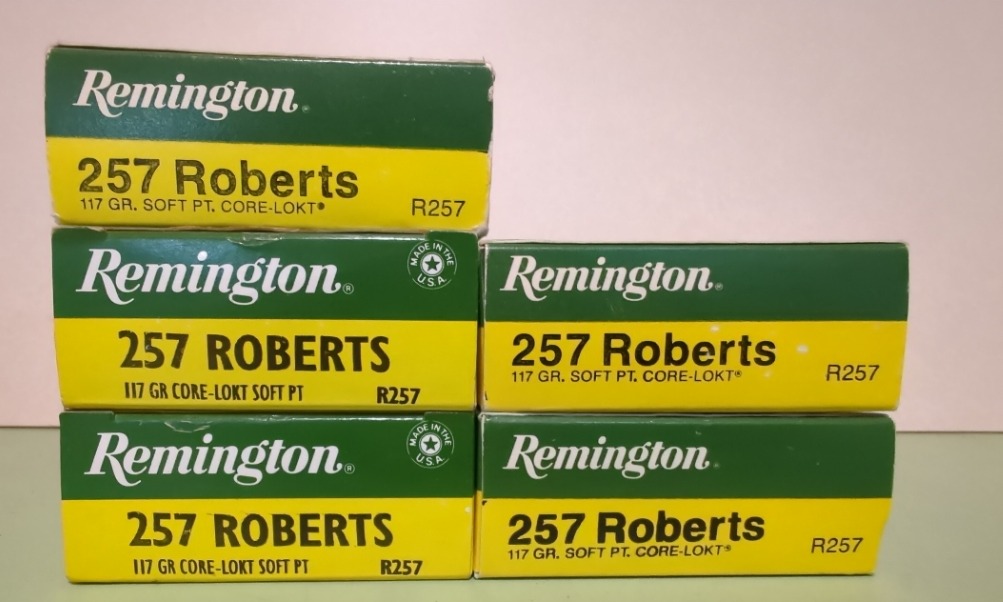 Remington®
257 Roberts
117 GR. SOFT PT. CORE-LOKT®
R257
Remington®
MADE IN THE U.S.A.
257 ROBERTS
117 GR CORE-LOKT SOFT PT
R257
Remington®
257 Roberts
117 GR. SOFT PT. CORE-LOKT®
R257
Remington®
MADE IN THE U.S.A.
257 ROBERTS
117 GR CORE-LOKT SOFT PT
R257
Remington®
257 Roberts
117 GR. SOFT PT. CORE-LOKT®
R257